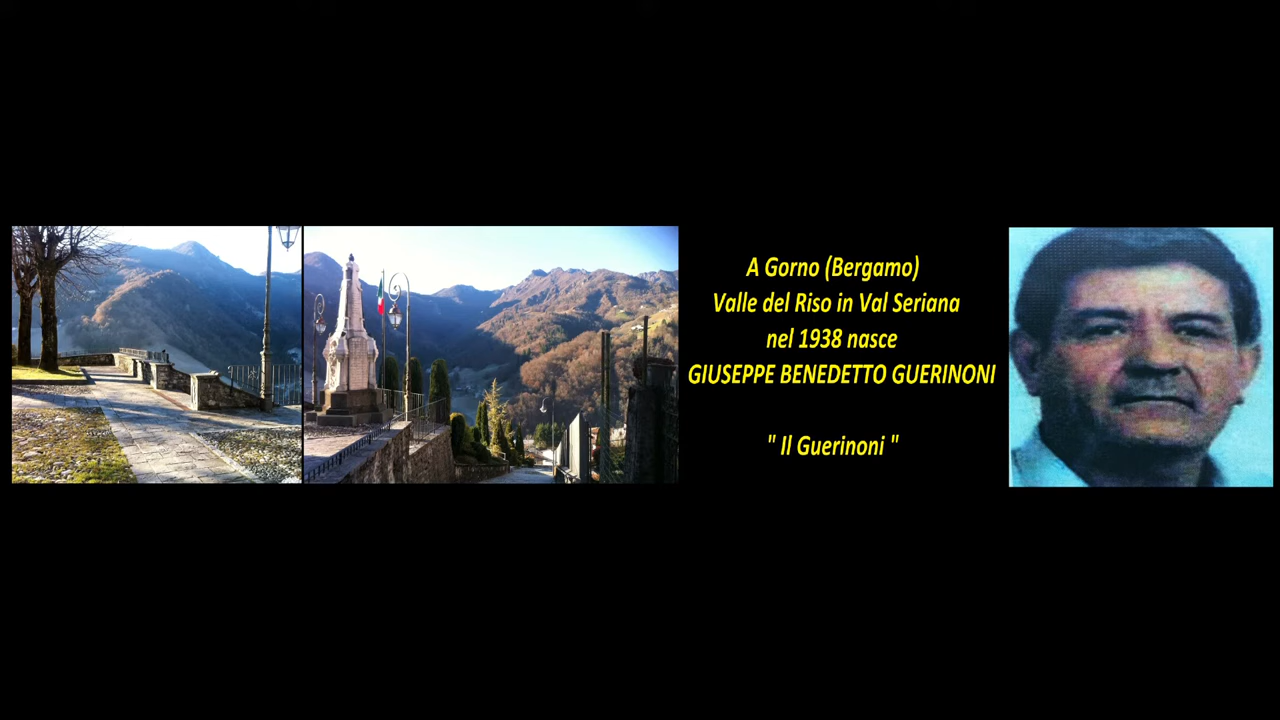 A Gorno (Bergamo)
Valle del Riso in Val Seriana
nel 1938 nasce
GIUSEPPE BENEDETTO GUERINONI
" Il Guerinoni "